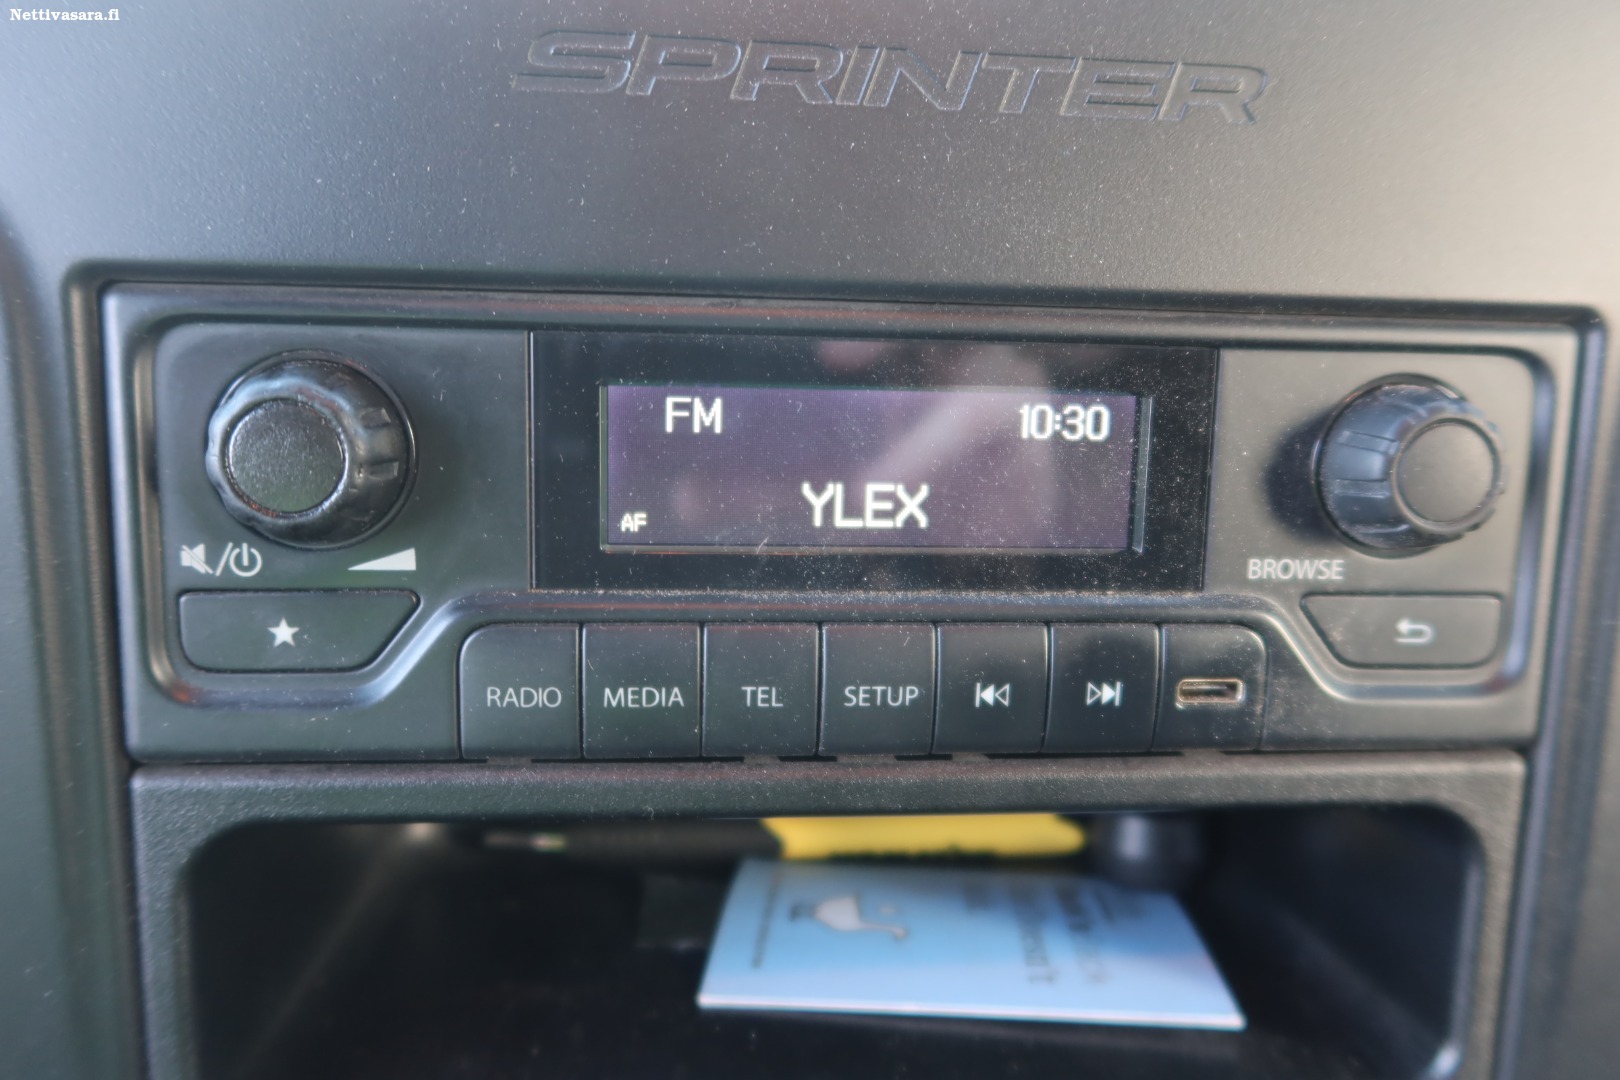 Nettivasara.fi
SPRINTER
FM 10:30
YLEX
AF
BROWSE
RADIO MEDIA TEL SETUP